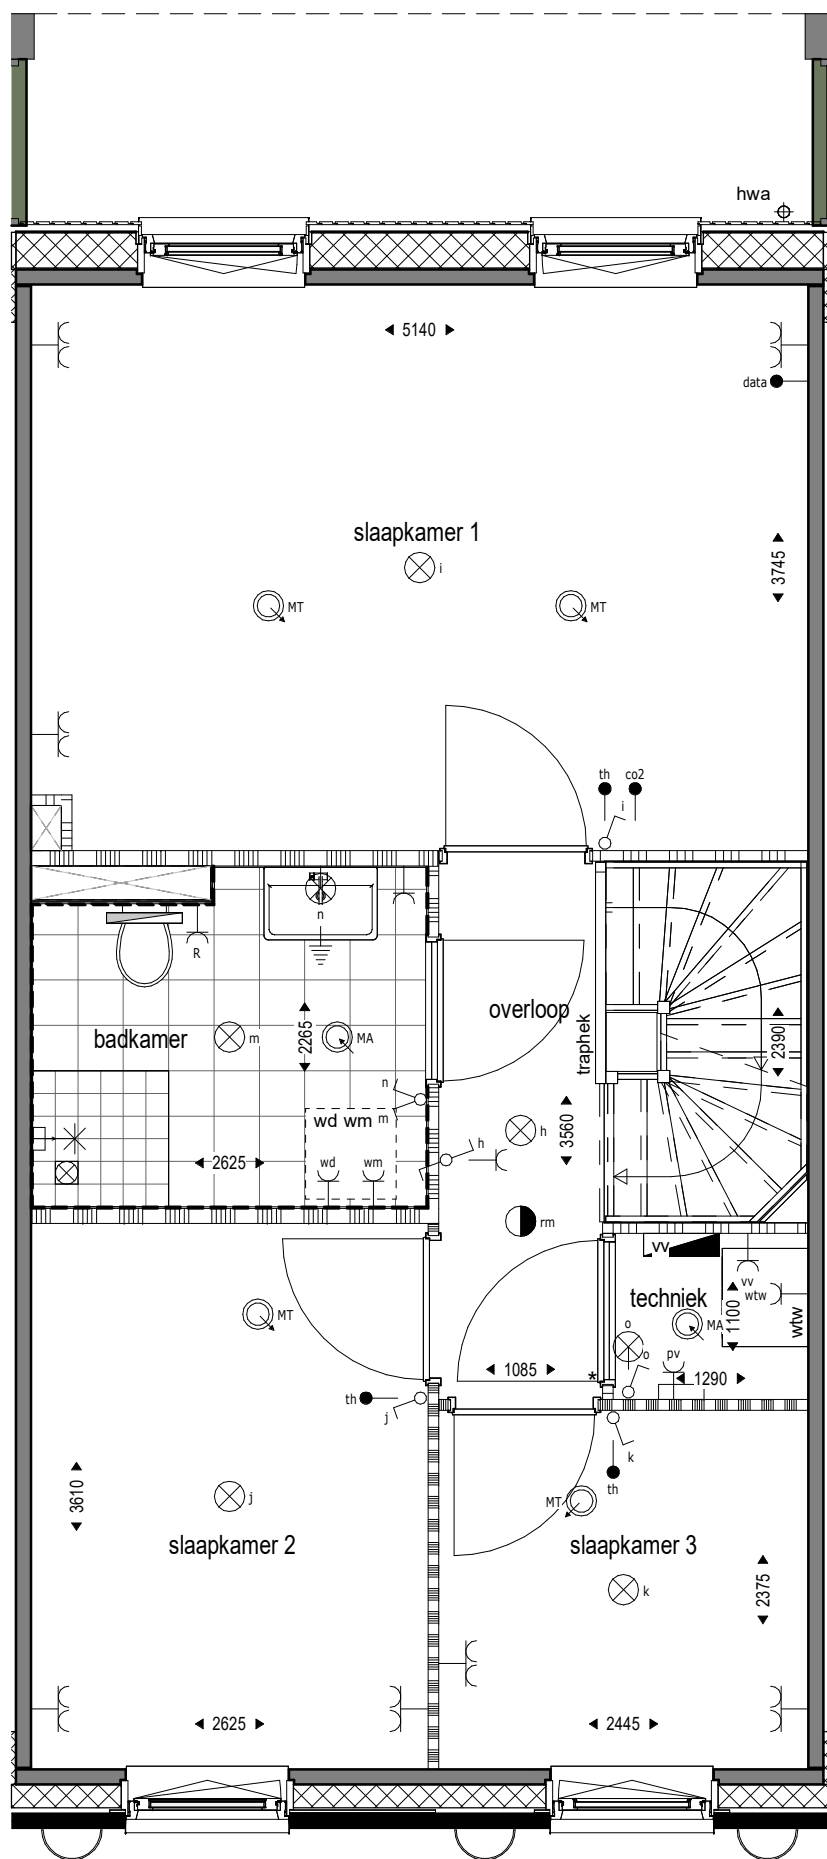 hwa
5140
data
slaapkamer 1
3745
i
MT
MT
th co2
i
n
R
overloop
traphek
badkamer
m
2265
MA
2390
n
m
wd wm
h
3560
h
2625
wd wm
rm
vv
vv
wtw
wtw
techniek
MT
1100
MA
o
o
pv
1085
*
1290
th
j
k
th
3610
j
MT
slaapkamer 2
slaapkamer 3
2375
k
2625
2445